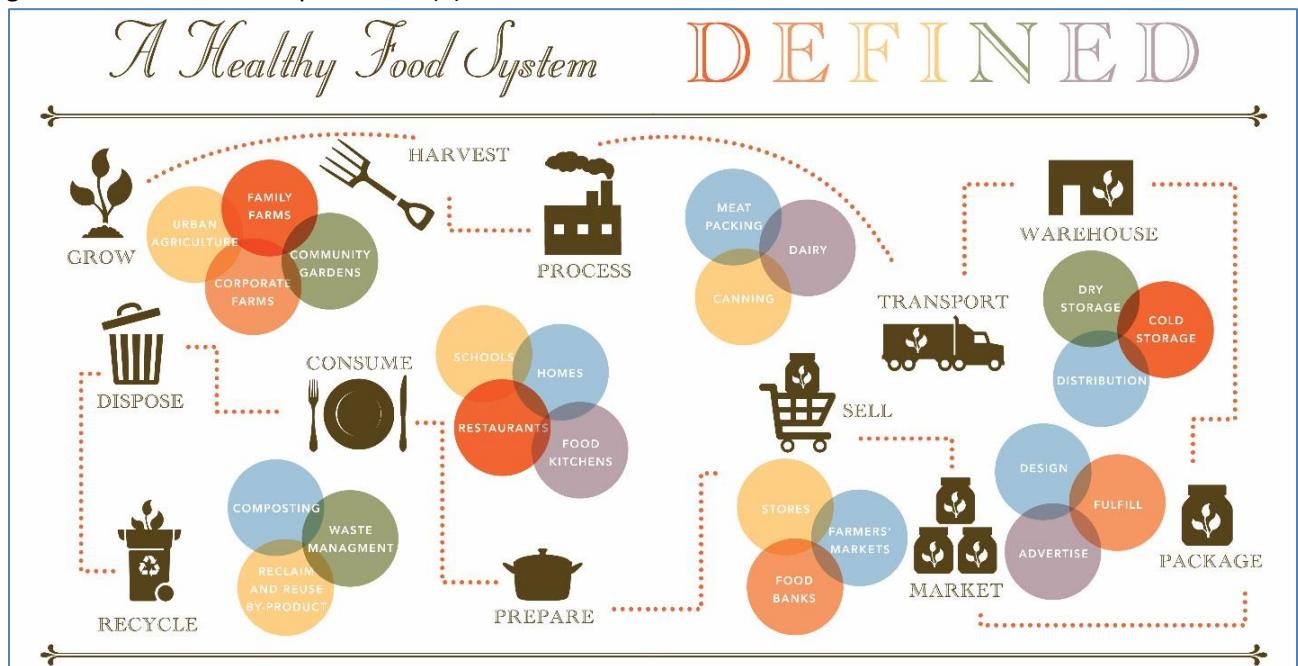 A Healthy Food System DEFINED
HARVEST
GROW
URBAN
AGRICULTURE
FAMILY
FARMS
COMMUNITY
GARDENS
CORPORATE
FARMS
PROCESS
MEAT
PACKING
DAIRY
CANNING
TRANSPORT
WAREHOUSE
DRY
STORAGE
COLD
STORAGE
DISTRIBUTION
DISPOSE
CONSUME
SCHOOLS
HOMES
RESTAURANTS
FOOD
KITCHENS
SELL
STORES
FARMERS'
MARKETS
FOOD
BANKS
MARKET
DESIGN
FULFILL
ADVERTISE
PACKAGE
PREPARE
RECYCLE
COMPOSTING
WASTE
MANAGMENT
RECLAIM
AND REUSE
BY-PRODUCT